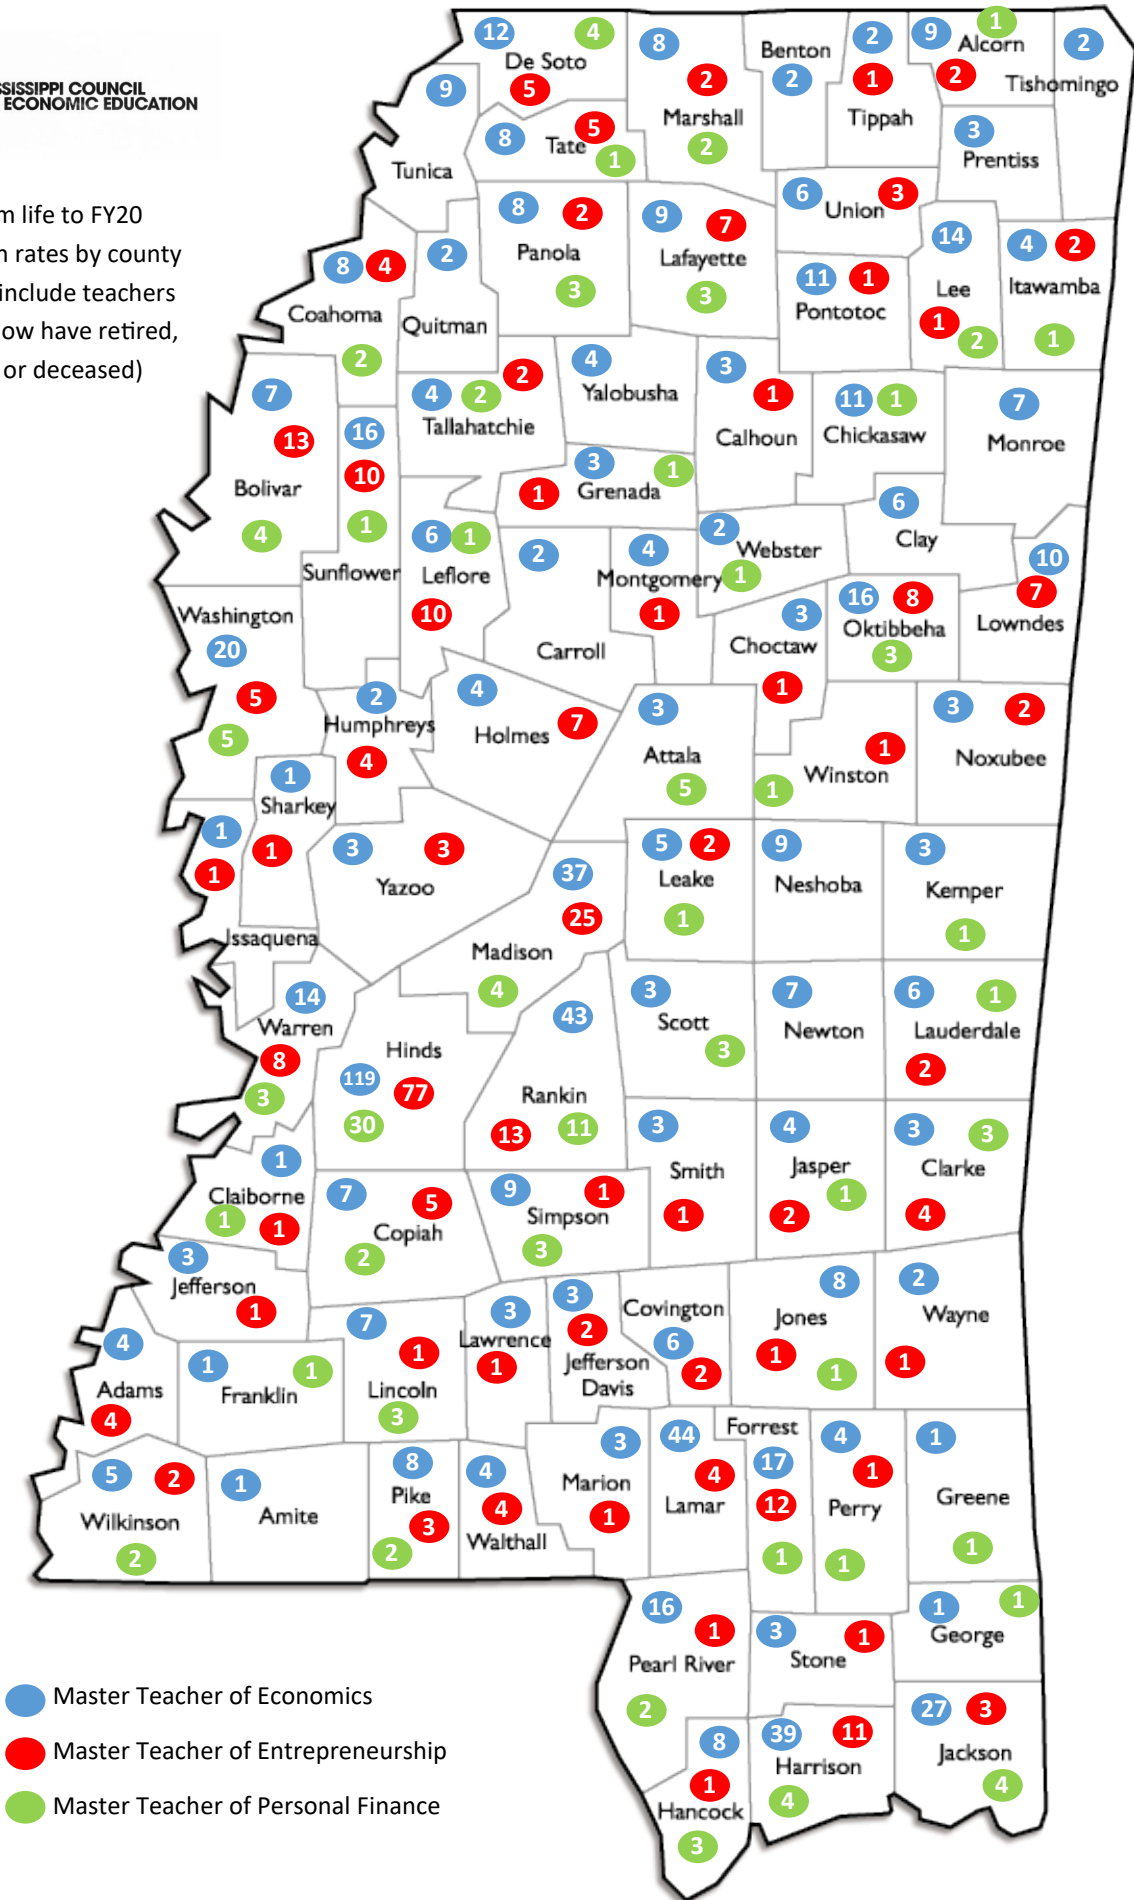 SSISSIPPI COUNCIL
ECONOMIC EDUCATION
m life to FY20
n rates by county
include teachers
ow have retired,
or deceased)
12 4 De Soto 5
8 2 Marshall 2
Benton 2
2 1 Tippah
9 1 Alcorn 2
2 Tishomingo
9 Tunica
8 5 Tate 1
3 Prentiss
8 2 Panola 3
9 7 Lafayette 3
6 3 Union
14 Lee 1 2
4 2 Itawamba 1
8 4 Coahoma 2
2 Quitman
11 1 Pontotoc
7 13 Bolivar 4
16 10 1 Sunflower
4 2 2 Tallahatchie
4 Yalobusha
3 1 Calhoun
11 1 Chickasaw
7 Monroe
3 1 Grenada 1
6 1 Leflore 10
2 Carroll
4 Montgomery 1
2 Webster 1
6 Clay
10 7 Lowndes
Washington 20 5 5
3 Choctaw 1
16 8 Oktibbeha 3
2 Humphreys 4
4 7 Holmes
3 Attala 5
1 Winston 1
3 2 Noxubee
1 Sharkey 1
1 1 Issaquena
3 3 Yazoo
37 25 Madison 4
5 2 Leake 1
9 Neshoba
3 Kemper 1
14 Warren 8 3
Hinds 119 77 30
43 Rankin 13 11
3 Scott 3
7 Newton
6 1 Lauderdale 2
1 Claiborne 1 1
7 5 Copiah 2
9 1 Simpson 3
3 Smith 1
4 Jasper 1 2
3 3 Clarke 4
3 Jefferson 1
4 Adams 4
1 1 Franklin
7 1 Lincoln 3
3 Lawrence 1
3 2 Jefferson
Davis
Covington 6 2
8 Jones 1 1
2 Wayne 1
5 2 Wilkinson 2
1 Amite
8 Pike 3 2
4 4 Walthall
3 Marion 1
44 4 Lamar
Forrest 17 12 1
4 1 Perry 1
1 Greene 1
16 1 Pearl River 2
3 1 Stone
1 1 George
8 1 Hancock 3
39 11 Harrison 4
27 3 Jackson 4
Master Teacher of Economics
Master Teacher of Entrepreneurship
Master Teacher of Personal Finance